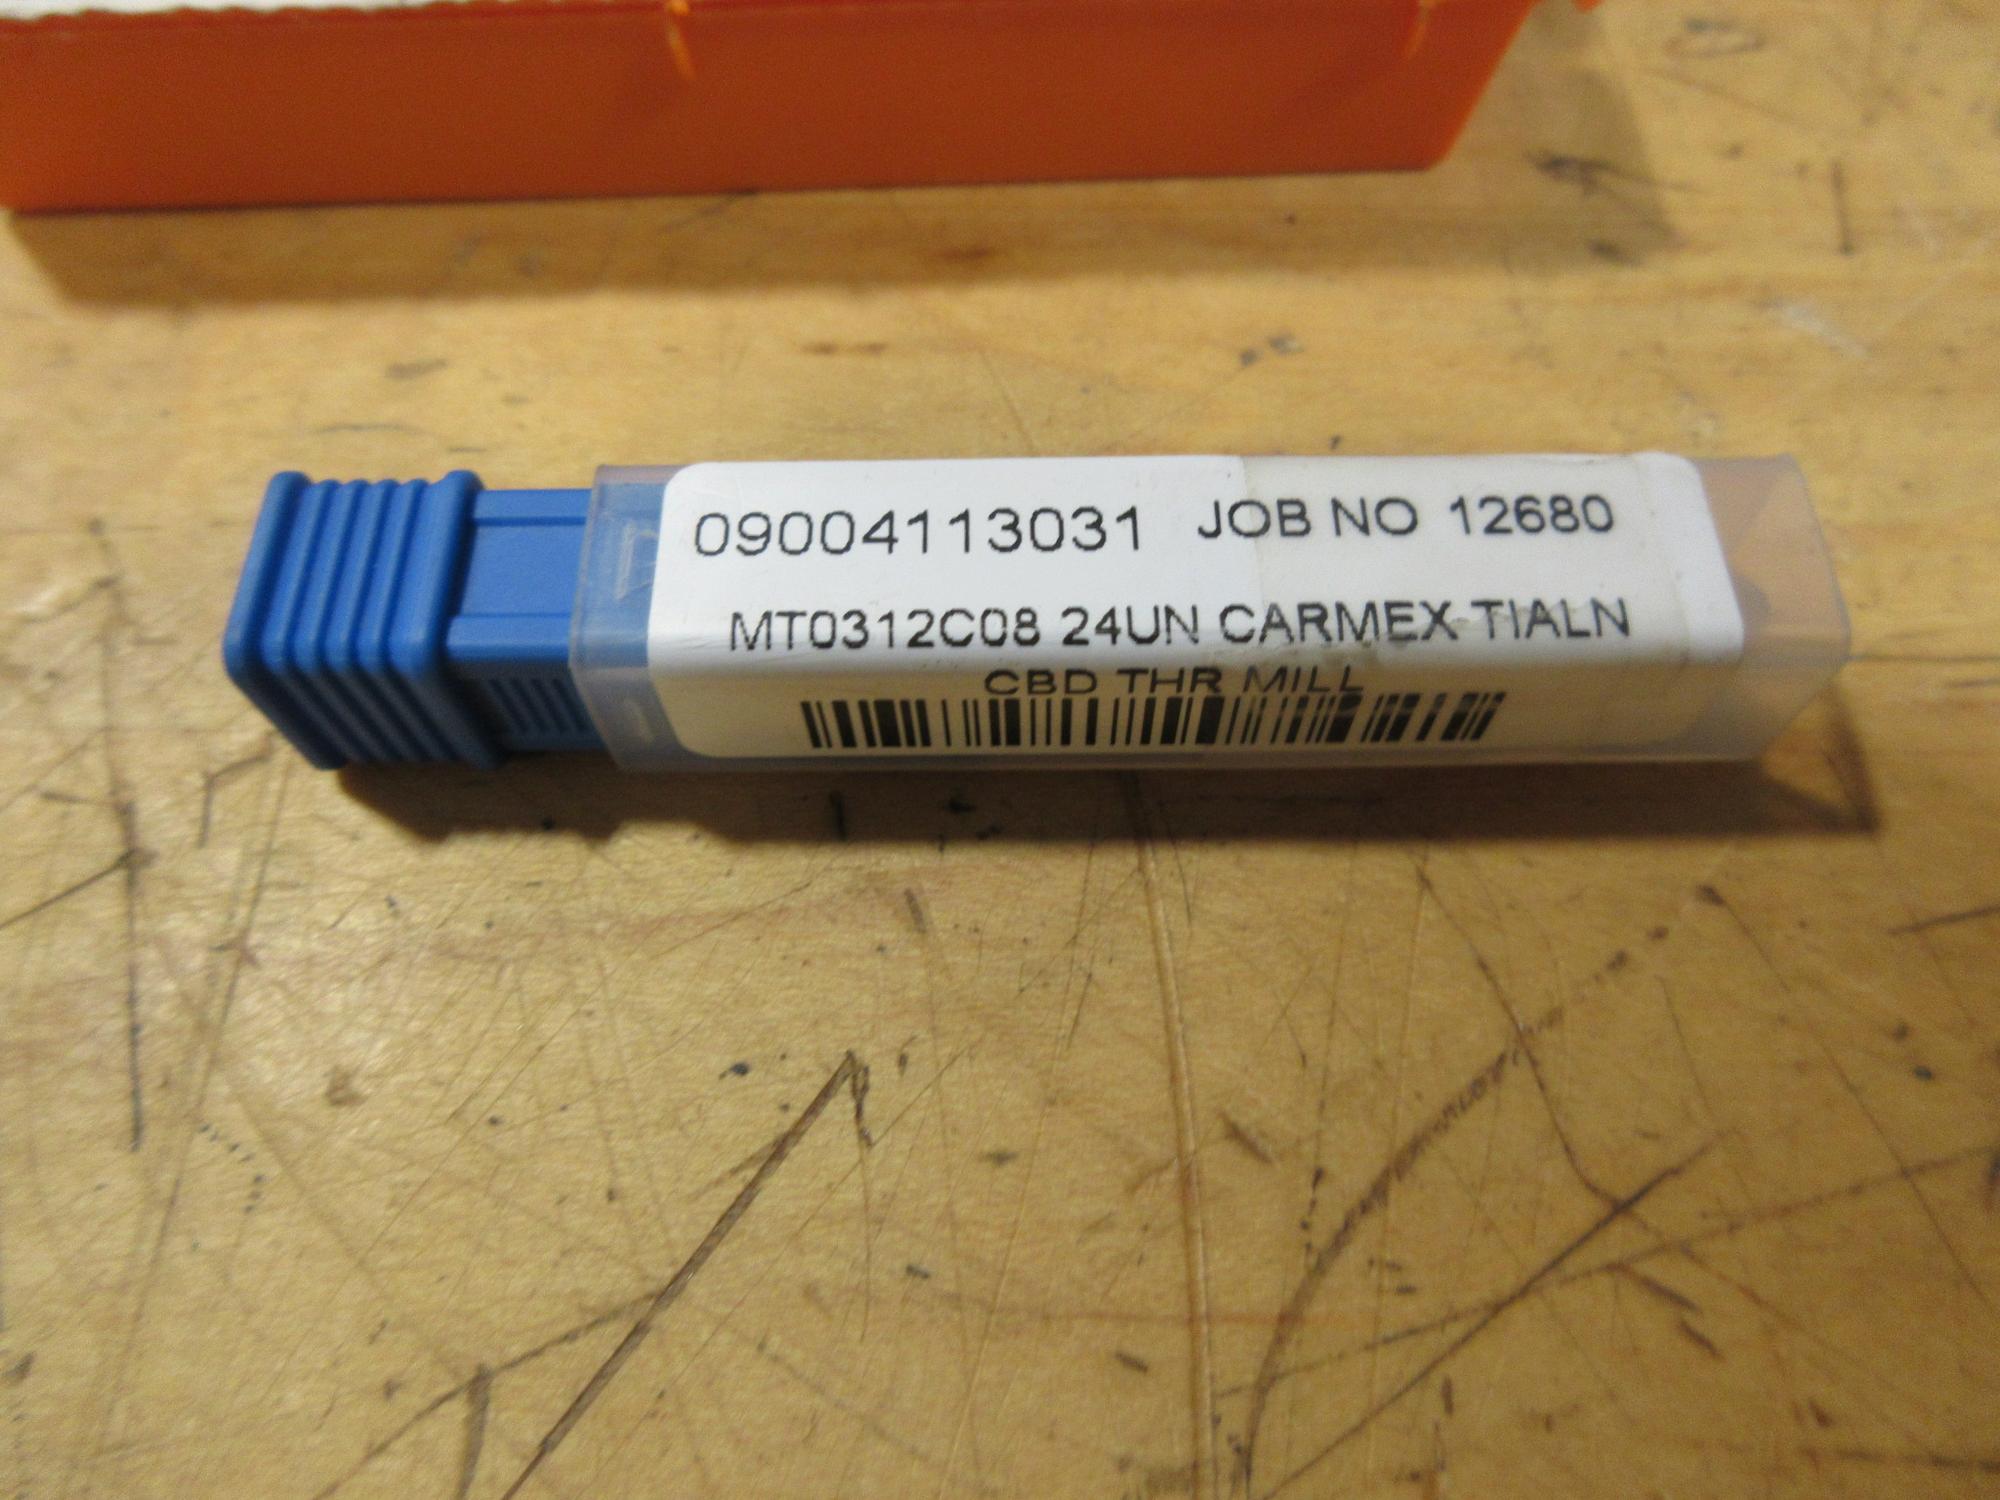 09004113031 JOB NO 12680
MT0312C08 24UN CARMEX TIALN
CBD THR MILL